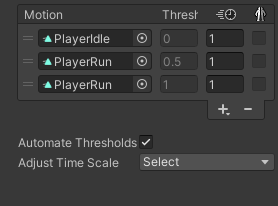 Motion Thresh
PlayerIdle 0 1
PlayerRun 0.5 1
PlayerRun 1 1
Automate Thresholds
Adjust Time Scale Select